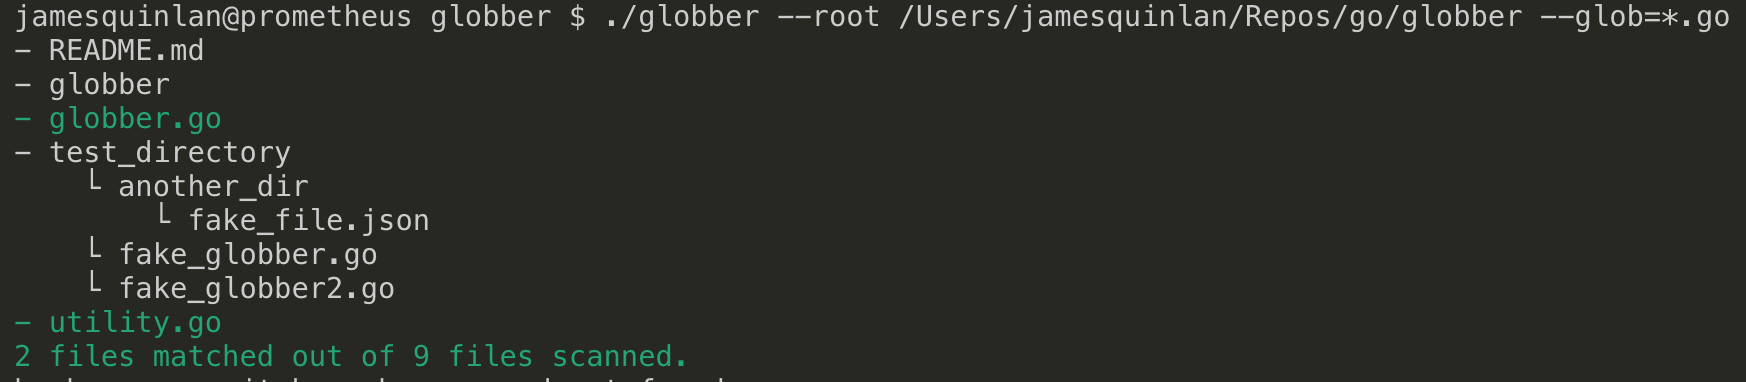 jamesquinlan@prometheus globber $ ./globber --root /Users/jamesquinlan/Repos/go/globber --glob=*.go
- README.md
- globber
- globber.go
- test_directory
└ another_dir
└ fake_file.json
└ fake_globber.go
└ fake_globber2.go
- utility.go
2 files matched out of 9 files scanned.